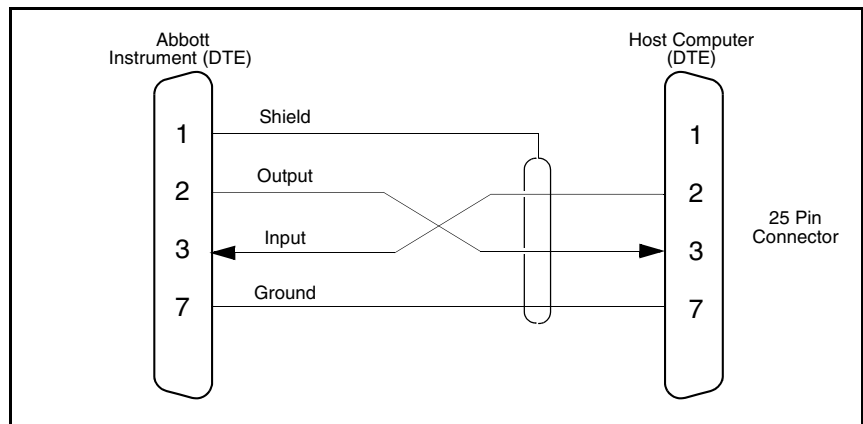 Abbott
Instrument (DTE)
Host Computer
(DTE)
1
Shield
1
2
Output
2
25 Pin
Connector
3
Input
3
7
Ground
7